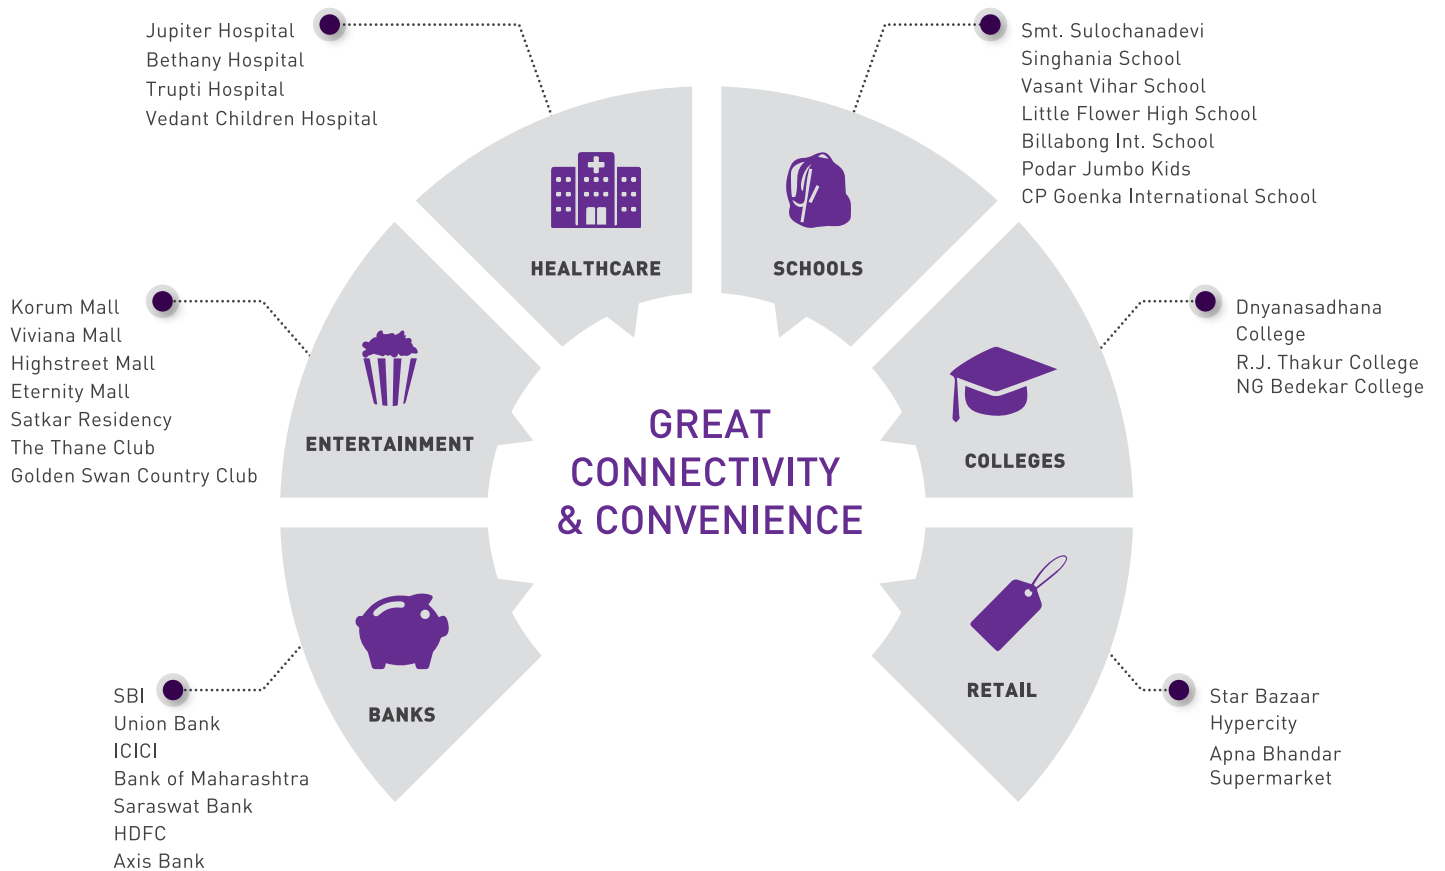 Jupiter Hospital
Bethany Hospital
Trupti Hospital
Vedant Children Hospital
HEALTHCARE
Smt. Sulochanadevi
Singhania School
Vasant Vihar School
Little Flower High School
Billabong Int. School
Podar Jumbo Kids
CP Goenka International School
SCHOOLS
Korum Mall
Viviana Mall
Highstreet Mall
Eternity Mall
Satkar Residency
The Thane Club
Golden Swan Country Club
ENTERTAINMENT
Dnyanasadhana
College
R.J. Thakur College
NG Bedekar College
COLLEGES
GREAT
CONNECTIVITY
& CONVENIENCE
SBI
Union Bank
ICICI
Bank of Maharashtra
Saraswat Bank
HDFC
Axis Bank
BANKS
RETAIL
Star Bazaar
Hypercity
Apna Bhandar
Supermarket